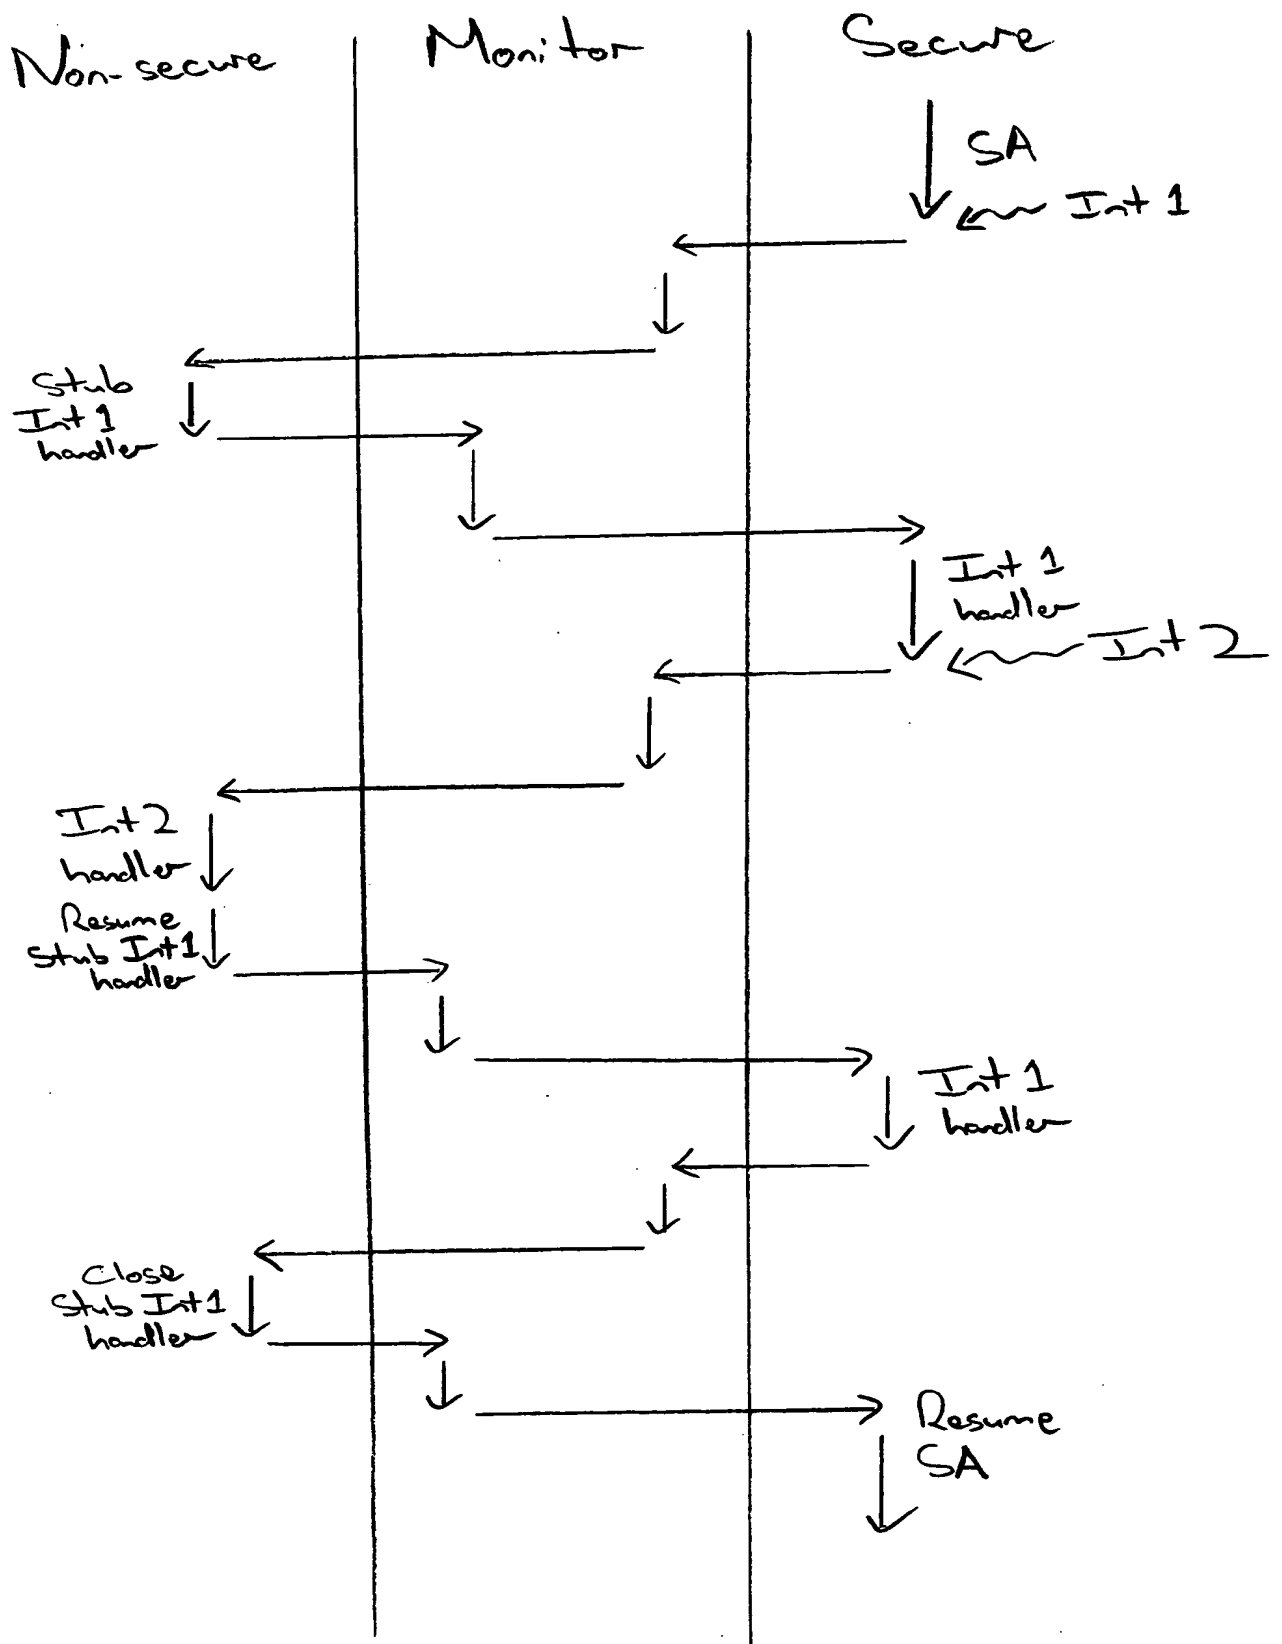 Non-secure
Monitor
Secure
SA
Int 1
Stub
Int 1
handler
Int 1
handler
Int 2
Int 2
handler
Resume
Stub Int 1
handler
Int 1
handler
Close
Stub Int 1
handler
Resume
SA